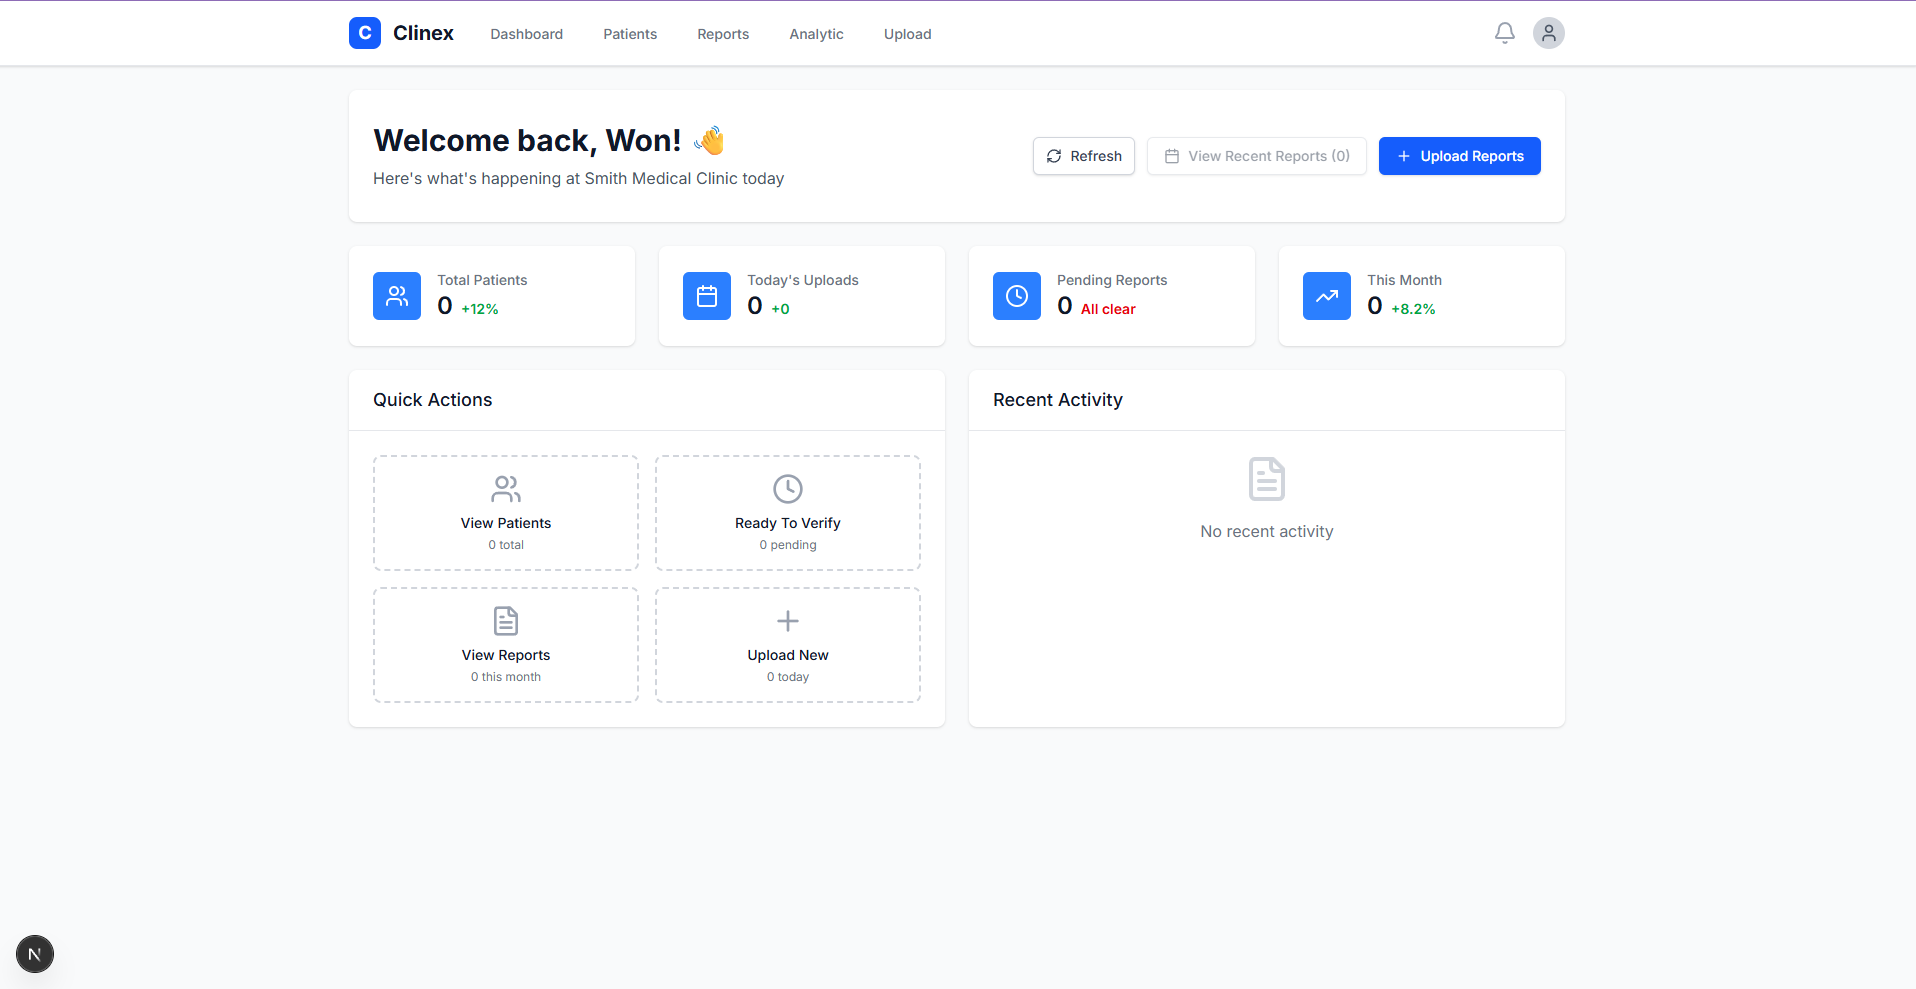 C Clinex Dashboard Patients Reports Analytic Upload
Welcome back, Won! 👋
Here's what's happening at Smith Medical Clinic today
Refresh
View Recent Reports (0)
Upload Reports
Total Patients
0 +12%
Today's Uploads
0 +0
Pending Reports
0 All clear
This Month
0 +8.2%
Quick Actions
View Patients
0 total
Ready To Verify
0 pending
View Reports
0 this month
Upload New
0 today
Recent Activity
No recent activity
N